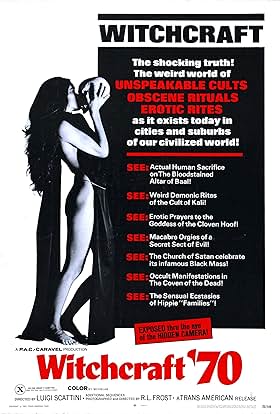 WITCHCRAFT
The shocking truth!
The weird world of
UNSPEAKABLE CULTS
OBSCENE RITUALS
EROTIC RITES
as it exists today in
cities and suburbs
of our civilized world!
SEE: Actual Human Sacrifice
on The Bloodstained
Altar of Baal!
SEE: Weird Demonic Rites
of the Cult of Kali!
SEE: Erotic Prayers to the
Goddess of the Cloven Hoof!
SEE: Macabre Orgies of a
Secret Sect of Evil!
SEE: The Church of Satan celebrate
its infamous Black Mass!
SEE: Occult Manifestations in
The Coven of the Dead!
SEE: The Sensual Ecstasies
of Hippie "Families"!
EXPOSED thru the eye
of the HIDDEN CAMERA!
A P.A.C.-CARAVEL PRODUCTION
Witchcraft '70
X
COLOR
DIRECTED BY LUIGI SCATTINI
ADDITIONAL SEQUENCES
PHOTOGRAPHED AND DIRECTED BY R.L. FROST
A TRANS AMERICAN RELEASE